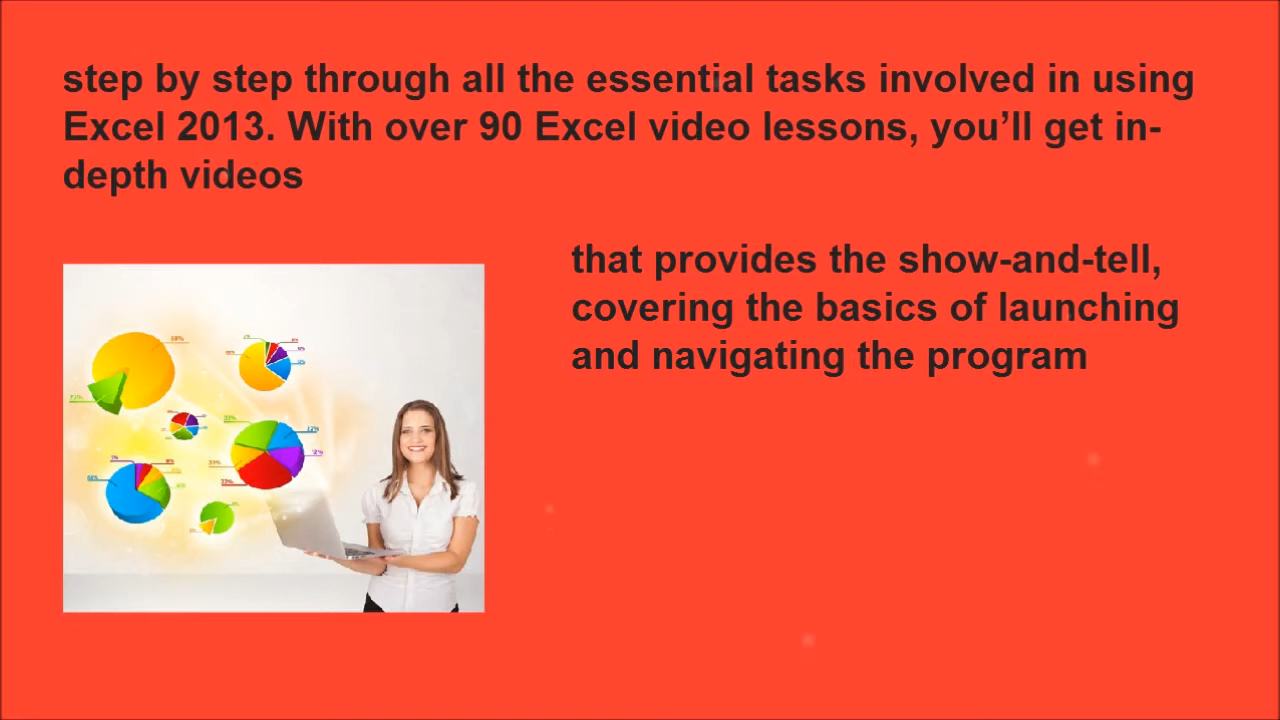 step by step through all the essential tasks involved in using
Excel 2013. With over 90 Excel video lessons, you’ll get in-
depth videos
that provides the show-and-tell,
covering the basics of launching
and navigating the program